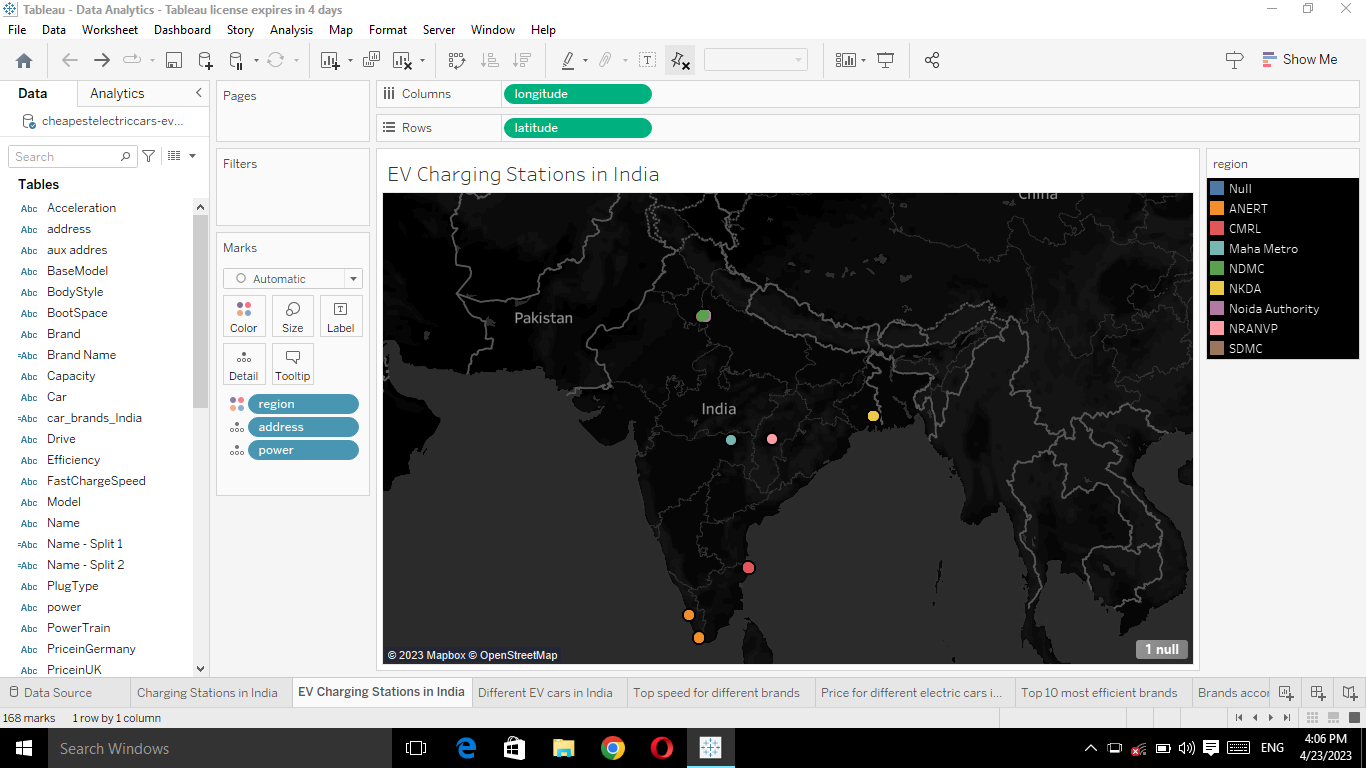 Tableau - Data Analytics - Tableau license expires in 4 days
File Data Worksheet Dashboard Story Analysis Map Format Server Window Help
Show Me
Data Analytics
cheapestelectriccars-ev...
Search
Tables
Abc Acceleration
Abc address
Abc aux addres
Abc BaseModel
Abc BodyStyle
Abc BootSpace
Abc Brand
=Abc Brand Name
Abc Capacity
Abc Car
=Abc car_brands_India
Abc Drive
Abc Efficiency
Abc FastChargeSpeed
Abc Model
Abc Name
=Abc Name - Split 1
=Abc Name - Split 2
Abc PlugType
Abc power
Abc PowerTrain
Abc PriceinGermany
Abc PriceinUK
Pages
Filters
Marks
Automatic
Color Size Label
Detail Tooltip
region
address
power
Columns longitude
Rows latitude
EV Charging Stations in India
China
Pakistan
India
© 2023 Mapbox © OpenStreetMap
1 null
region
Null
ANERT
CMRL
Maha Metro
NDMC
NKDA
Noida Authority
NRANVP
SDMC
Data Source Charging Stations in India EV Charging Stations in India Different EV cars in India Top speed for different brands Price for different electric cars i... Top 10 most efficient brands Brands accor
168 marks 1 row by 1 column
Search Windows
ENG
4:06 PM
4/23/2023